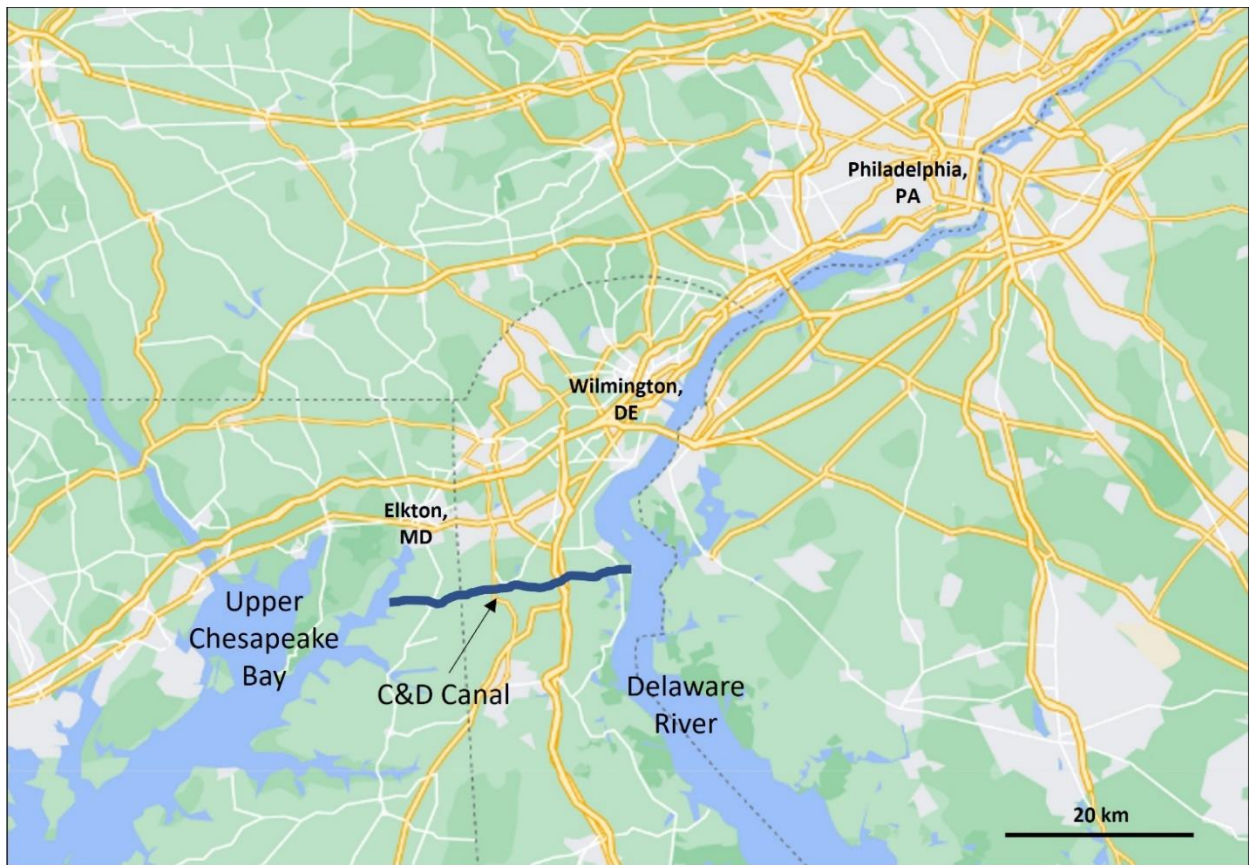 Philadelphia,
PA
Wilmington,
DE
Elkton,
MD
Upper
Chesapeake
Bay
C&D Canal
Delaware
River
20 km